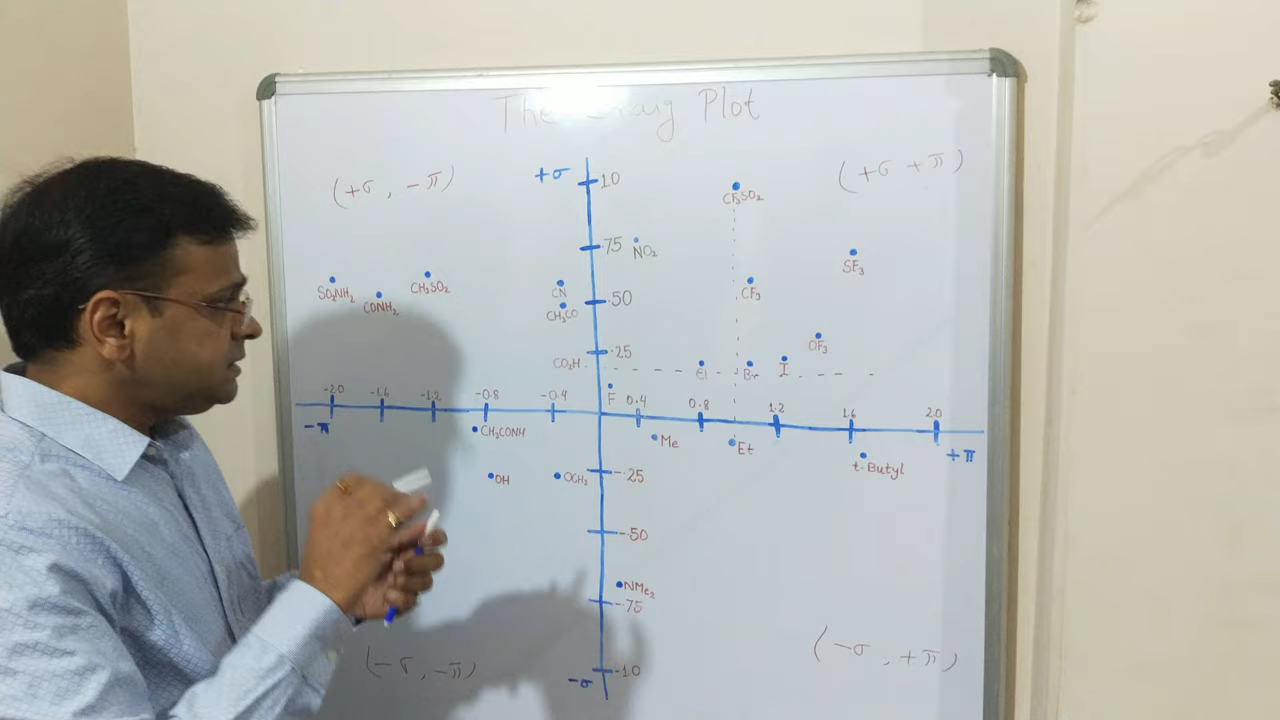 The Craig Plot
(+σ, -π)
+σ
(+σ +π)
1.0
CF₃SO₂
.75
NO₂
SF₃
SO₂NH₂
CONH₂
CH₃SO₂
CN
CH₃CO
.50
CF₃
OF₃
CO₂H
.25
El
Br
I
F
-2.0 -1.6 -1.2 -0.8 -0.4 0.4 0.8 1.2 1.6 2.0
-π
+π
CH₃CONH
Me
Et
t-Butyl
OH
OCH₃
-.25
-.50
NMe₂
-.75
(-σ, -π)
(-σ, +π)
-1.0
-σ